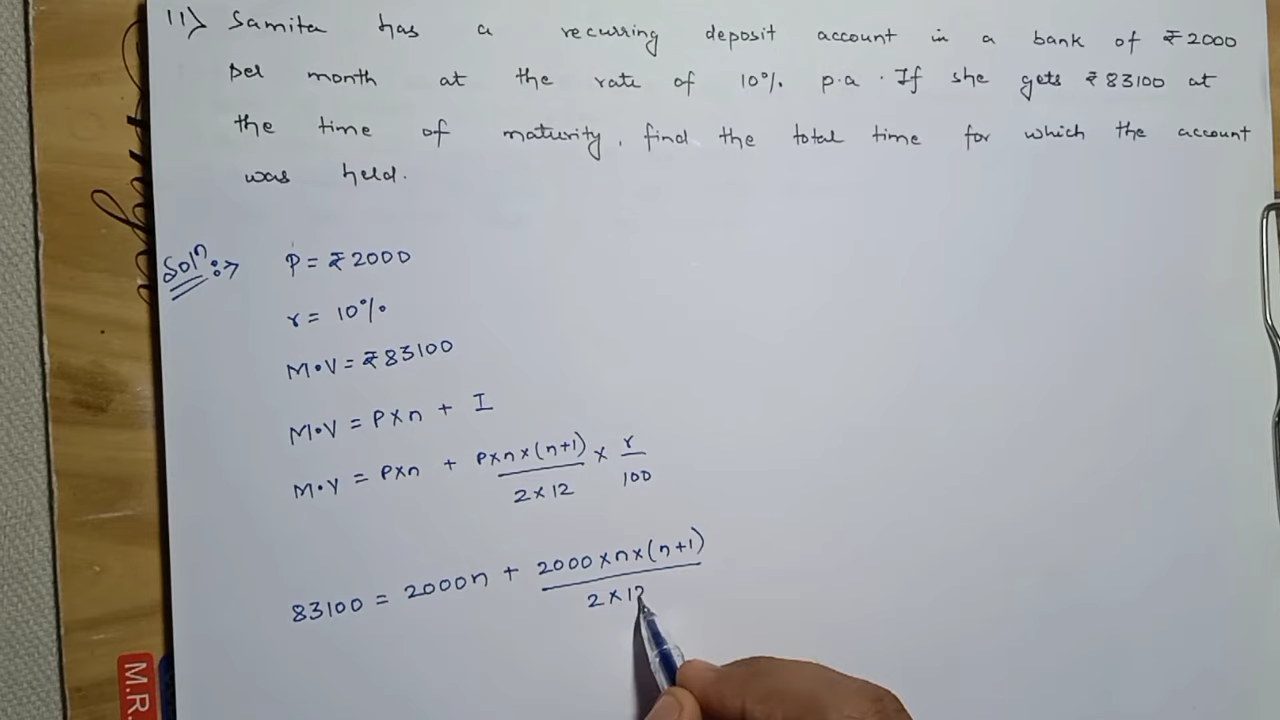 11) Samita has a recurring deposit account in a bank of ₹2000
per month at the rate of 10% p.a. If she gets ₹83100 at
the time of maturity, find the total time for which the account
was held.
Solⁿ:→
P = ₹2000
r = 10%
M.V = ₹83100
M.V = P×n + I
M.V = P×n + P×n×(n+1)/2×12 × r/100
83100 = 2000n + 2000×n×(n+1)/2×12
M.R.